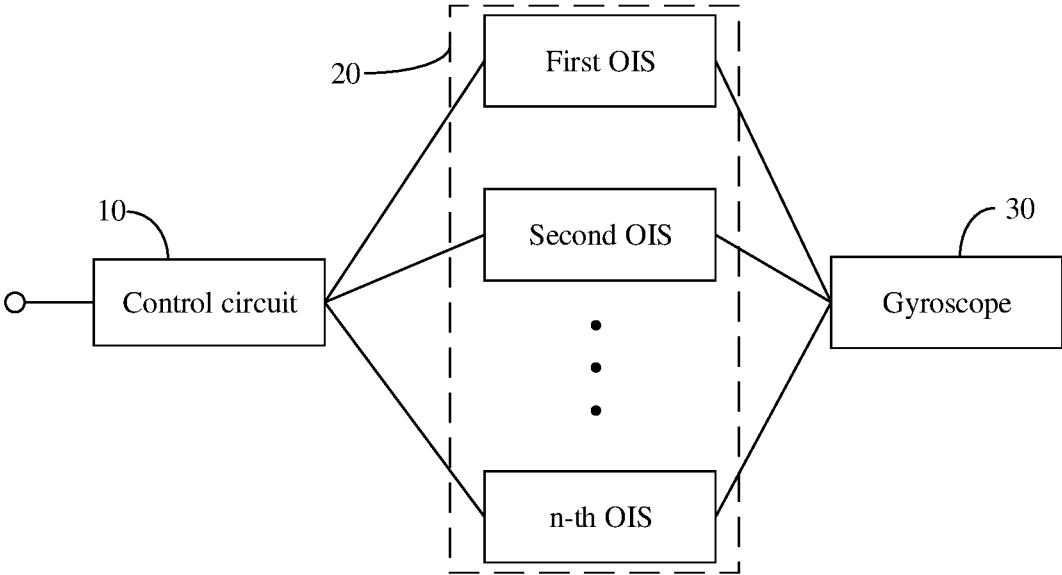 20
First OIS
10
Second OIS
30
Control circuit
Gyroscope
n-th OIS